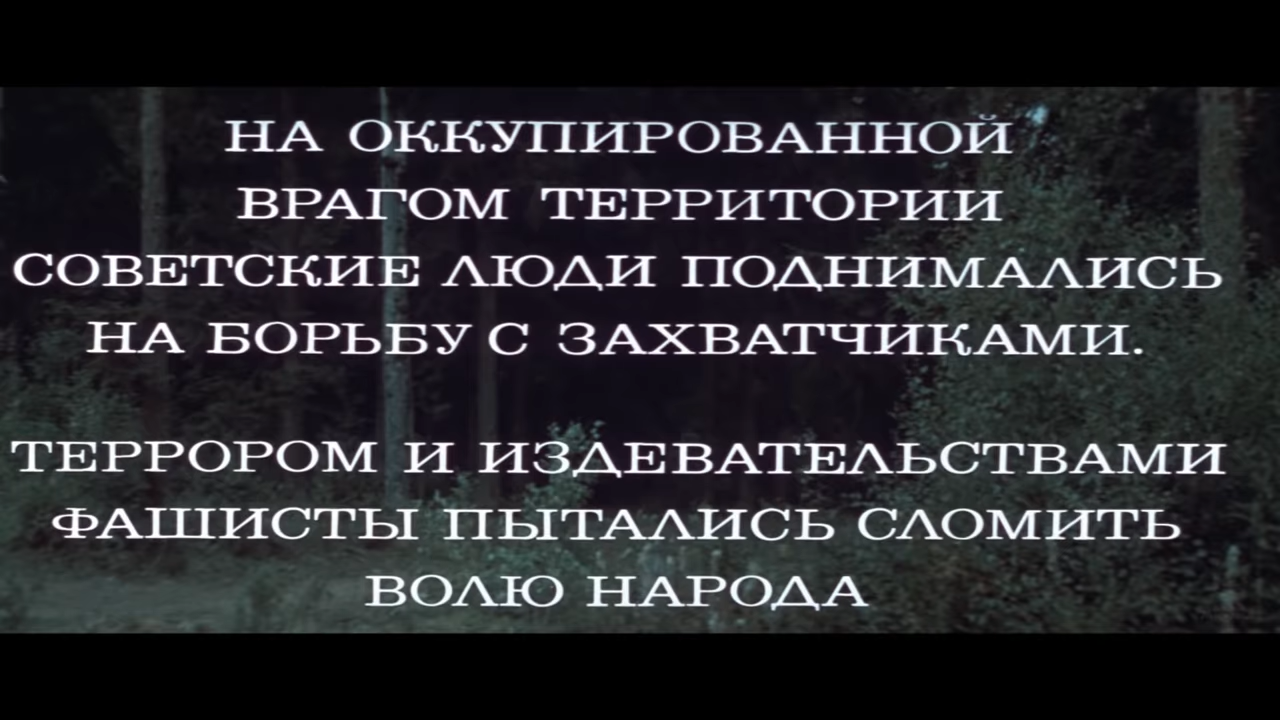 НА ОККУПИРОВАННОЙ
ВРАГОМ ТЕРРИТОРИИ
СОВЕТСКИЕ ЛЮДИ ПОДНИМАЛИСЬ
НА БОРЬБУ С ЗАХВАТЧИКАМИ.
ТЕРРОРОМ И ИЗДЕВАТЕЛЬСТВАМИ
ФАШИСТЫ ПЫТАЛИСЬ СЛОМИТЬ
ВОЛЮ НАРОДА